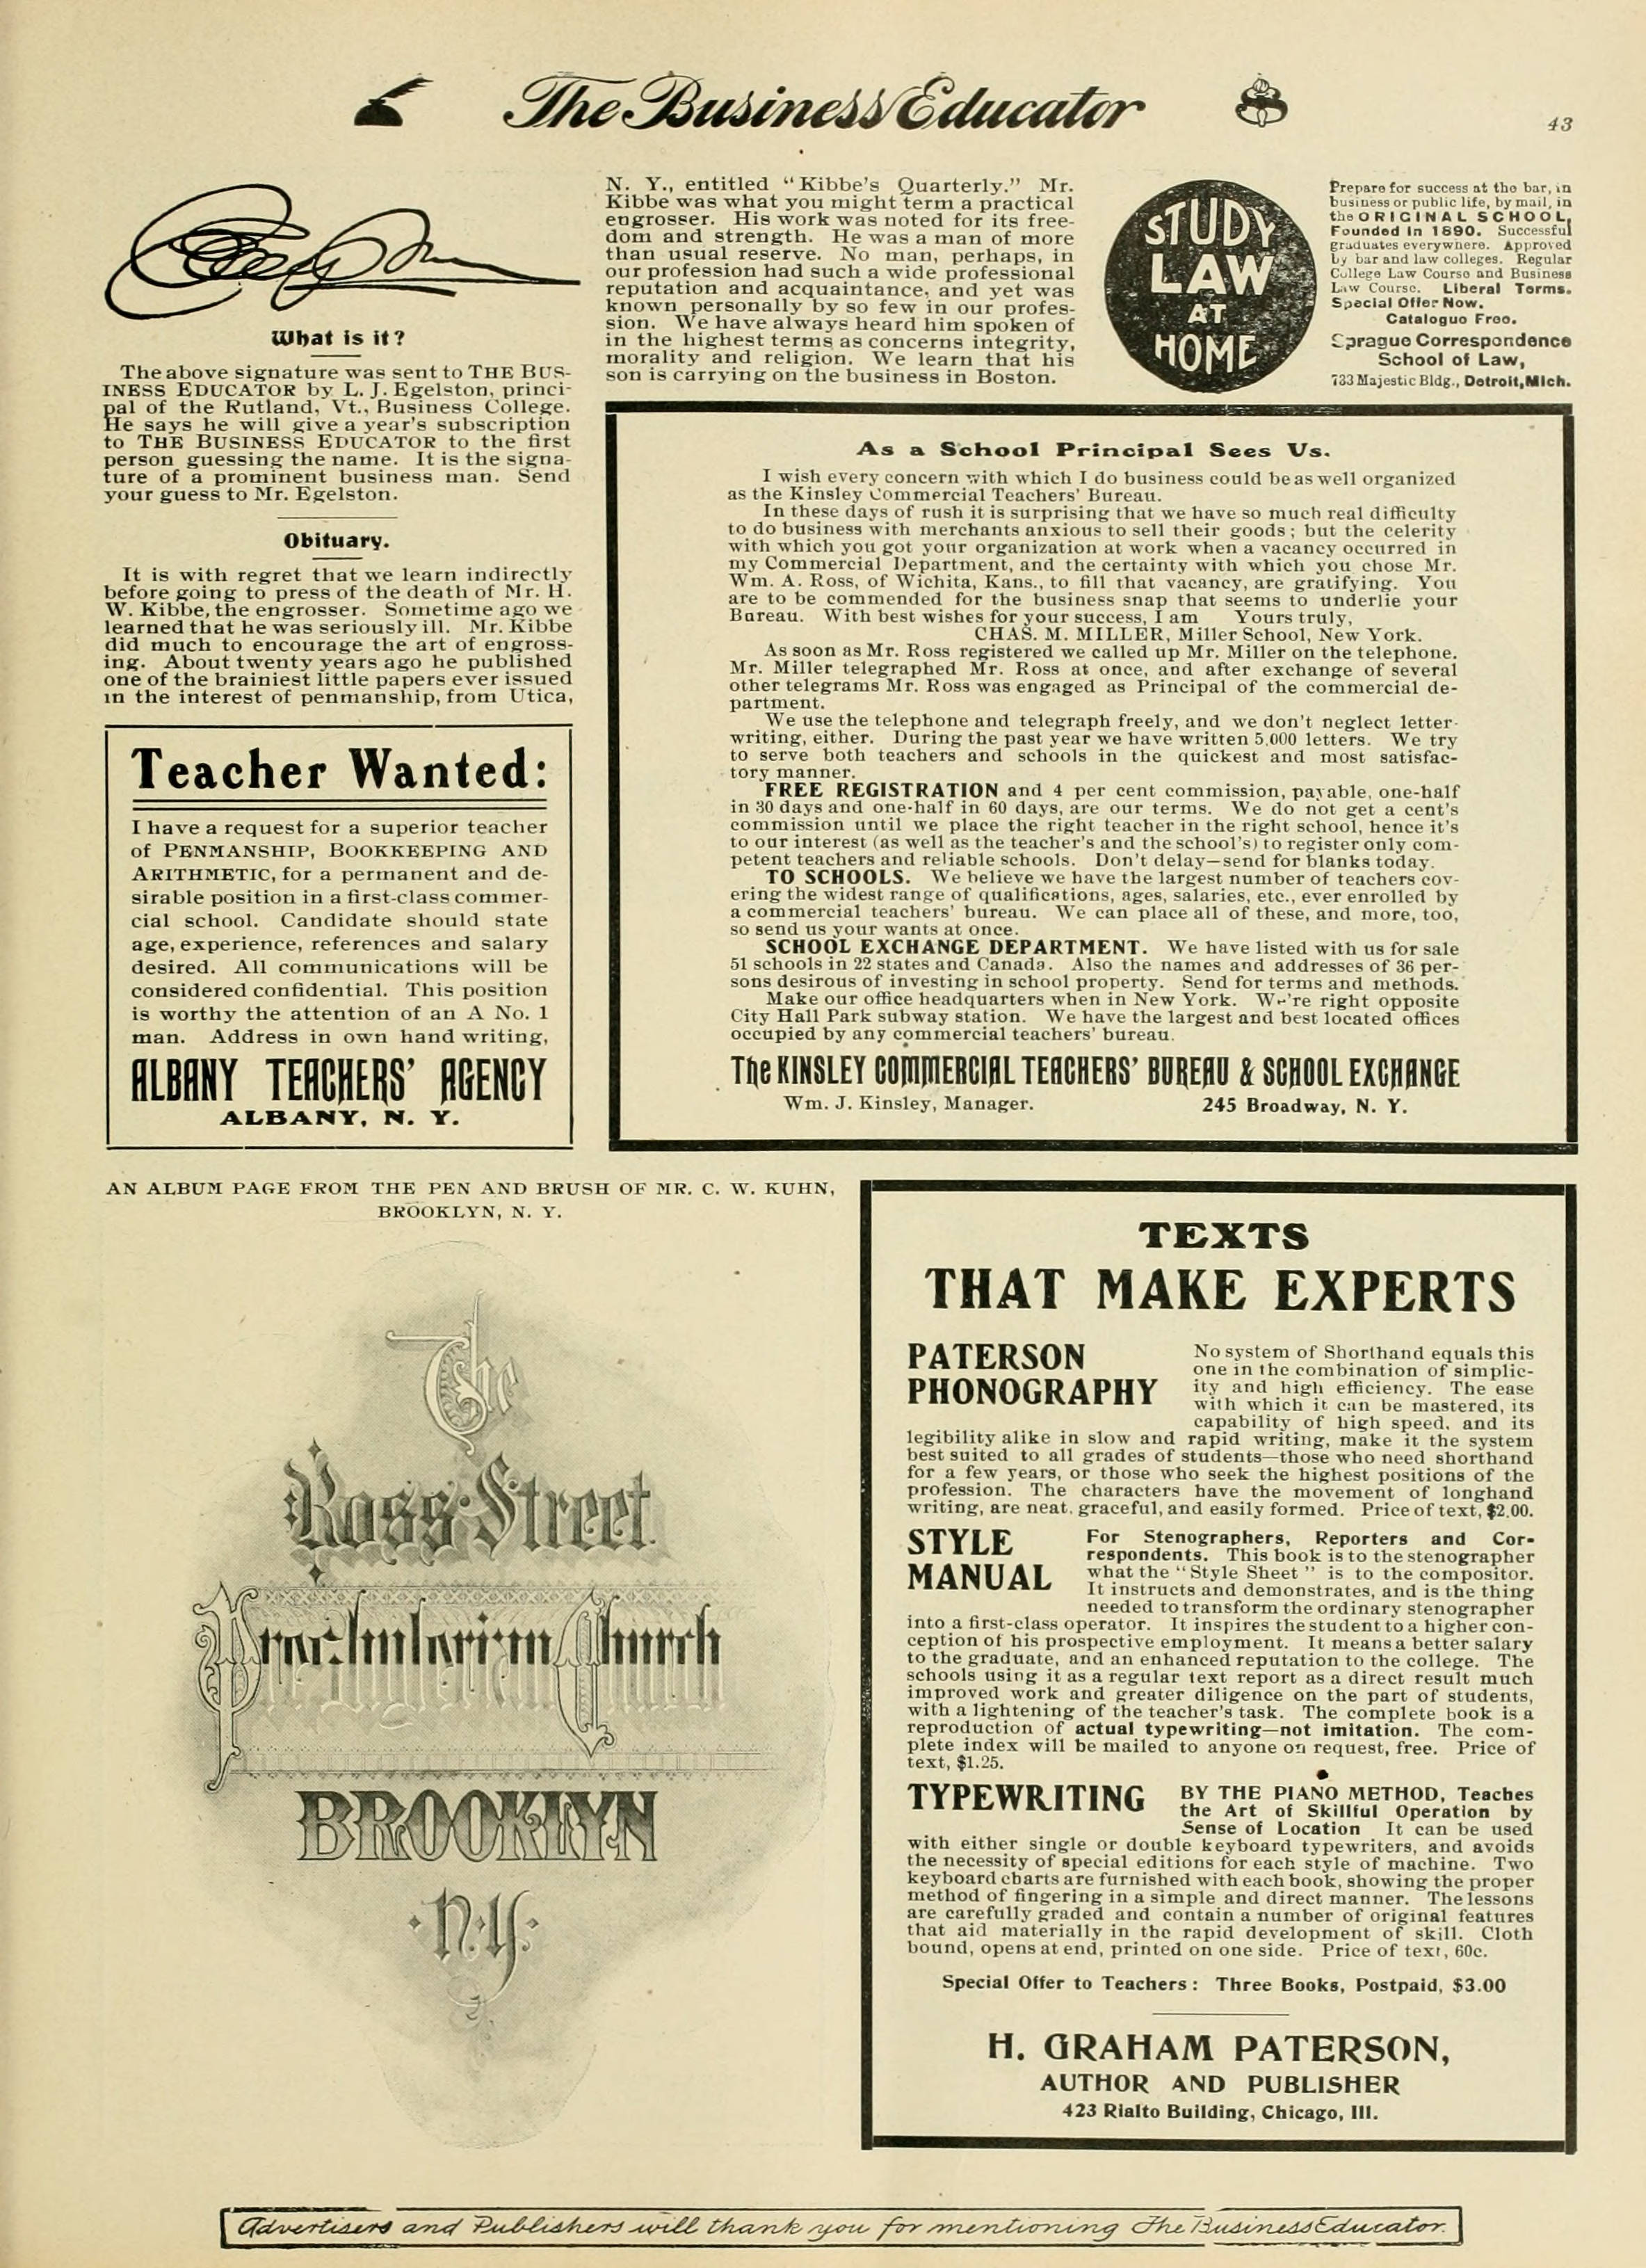 The Business Educator
43
What is it?
The above signature was sent to THE BUS-
INESS EDUCATOR by L. J. Egelston, princi-
pal of the Rutland, Vt., Business College.
He says he will give a year's subscription
to THE BUSINESS EDUCATOR to the first
person guessing the name. It is the signa-
ture of a prominent business man. Send
your guess to Mr. Egelston.
Obituary.
It is with regret that we learn indirectly
before going to press of the death of Mr. H.
W. Kibbe, the engrosser. Sometime ago we
learned that he was seriously ill. Mr. Kibbe
did much to encourage the art of engross-
ing. About twenty years ago he published
one of the brainiest little papers ever issued
in the interest of penmanship, from Utica,
N. Y., entitled "Kibbe's Quarterly." Mr.
Kibbe was what you might term a practical
engrosser. His work was noted for its free-
dom and strength. He was a man of more
than usual reserve. No man, perhaps, in
our profession had such a wide professional
reputation and acquaintance, and yet was
known personally by so few in our profes-
sion. We have always heard him spoken of
in the highest terms as concerns integrity,
morality and religion. We learn that his
son is carrying on the business in Boston.
STUDY
LAW
AT
HOME
Prepare for success at the bar, in
business or public life, by mail, in
the ORIGINAL SCHOOL,
Founded in 1890. Successful
graduates everywhere. Approved
by bar and law colleges. Regular
College Law Course and Business
Law Course. Liberal Terms.
Special Offer Now.
Catalogue Free.
Sprague Correspondence
School of Law,
733 Majestic Bldg., Detroit, Mich.
Teacher Wanted:
I have a request for a superior teacher
of PENMANSHIP, BOOKKEEPING AND
ARITHMETIC, for a permanent and de-
sirable position in a first-class commer-
cial school. Candidate should state
age, experience, references and salary
desired. All communications will be
considered confidential. This position
is worthy the attention of an A No. 1
man. Address in own hand writing,
ALBANY TEACHERS' AGENCY
ALBANY, N. Y.
As a School Principal Sees Us.
I wish every concern with which I do business could be as well organized
as the Kinsley Commercial Teachers' Bureau.
In these days of rush it is surprising that we have so much real difficulty
to do business with merchants anxious to sell their goods; but the celerity
with which you got your organization at work when a vacancy occurred in
my Commercial Department, and the certainty with which you chose Mr.
Wm. A. Ross, of Wichita, Kans., to fill that vacancy, are gratifying. You
are to be commended for the business snap that seems to underlie your
Bureau. With best wishes for your success, I am Yours truly,
CHAS. M. MILLER, Miller School, New York.
As soon as Mr. Ross registered we called up Mr. Miller on the telephone.
Mr. Miller telegraphed Mr. Ross at once, and after exchange of several
other telegrams Mr. Ross was engaged as Principal of the commercial de-
partment.
We use the telephone and telegraph freely, and we don't neglect letter-
writing, either. During the past year we have written 5,000 letters. We try
to serve both teachers and schools in the quickest and most satisfac-
tory manner.
FREE REGISTRATION and 4 per cent commission, payable, one-half
in 30 days and one-half in 60 days, are our terms. We do not get a cent's
commission until we place the right teacher in the right school, hence it's
to our interest (as well as the teacher's and the school's) to register only com-
petent teachers and reliable schools. Don't delay—send for blanks today.
TO SCHOOLS. We believe we have the largest number of teachers cov-
ering the widest range of qualifications, ages, salaries, etc., ever enrolled by
a commercial teachers' bureau. We can place all of these, and more, too,
so send us your wants at once.
SCHOOL EXCHANGE DEPARTMENT. We have listed with us for sale
51 schools in 22 states and Canada. Also the names and addresses of 36 per-
sons desirous of investing in school property. Send for terms and methods.
Make our office headquarters when in New York. We're right opposite
City Hall Park subway station. We have the largest and best located offices
occupied by any commercial teachers' bureau.
The KINSLEY COMMERCIAL TEACHERS' BUREAU & SCHOOL EXCHANGE
Wm. J. Kinsley, Manager. 245 Broadway, N. Y.
AN ALBUM PAGE FROM THE PEN AND BRUSH OF MR. C. W. KUHN,
BROOKLYN, N. Y.
The
Ross Street
Presbyterian Church
BROOKLYN
N.Y.
TEXTS
THAT MAKE EXPERTS
PATERSON
PHONOGRAPHY
No system of Shorthand equals this
one in the combination of simplic-
ity and high efficiency. The ease
with which it can be mastered, its
capability of high speed, and its
legibility alike in slow and rapid writing, make it the system
best suited to all grades of students—those who need shorthand
for a few years, or those who seek the highest positions of the
profession. The characters have the movement of longhand
writing, are neat, graceful, and easily formed. Price of text, $2.00.
STYLE
MANUAL
For Stenographers, Reporters and Cor-
respondents. This book is to the stenographer
what the "Style Sheet" is to the compositor.
It instructs and demonstrates, and is the thing
needed to transform the ordinary stenographer
into a first-class operator. It inspires the student to a higher con-
ception of his prospective employment. It means a better salary
to the graduate, and an enhanced reputation to the college. The
schools using it as a regular text report as a direct result much
improved work and greater diligence on the part of students,
with a lightening of the teacher's task. The complete book is a
reproduction of actual typewriting—not imitation. The com-
plete index will be mailed to anyone on request, free. Price of
text, $1.25.
TYPEWRITING
BY THE PIANO METHOD, Teaches
the Art of Skillful Operation by
Sense of Location It can be used
with either single or double keyboard typewriters, and avoids
the necessity of special editions for each style of machine. Two
keyboard charts are furnished with each book, showing the proper
method of fingering in a simple and direct manner. The lessons
are carefully graded and contain a number of original features
that aid materially in the rapid development of skill. Cloth
bound, opens at end, printed on one side. Price of text, 60c.
Special Offer to Teachers: Three Books, Postpaid, $3.00
H. GRAHAM PATERSON,
AUTHOR AND PUBLISHER
423 Rialto Building, Chicago, Ill.
Advertisers and Publishers will thank you for mentioning The Business Educator.